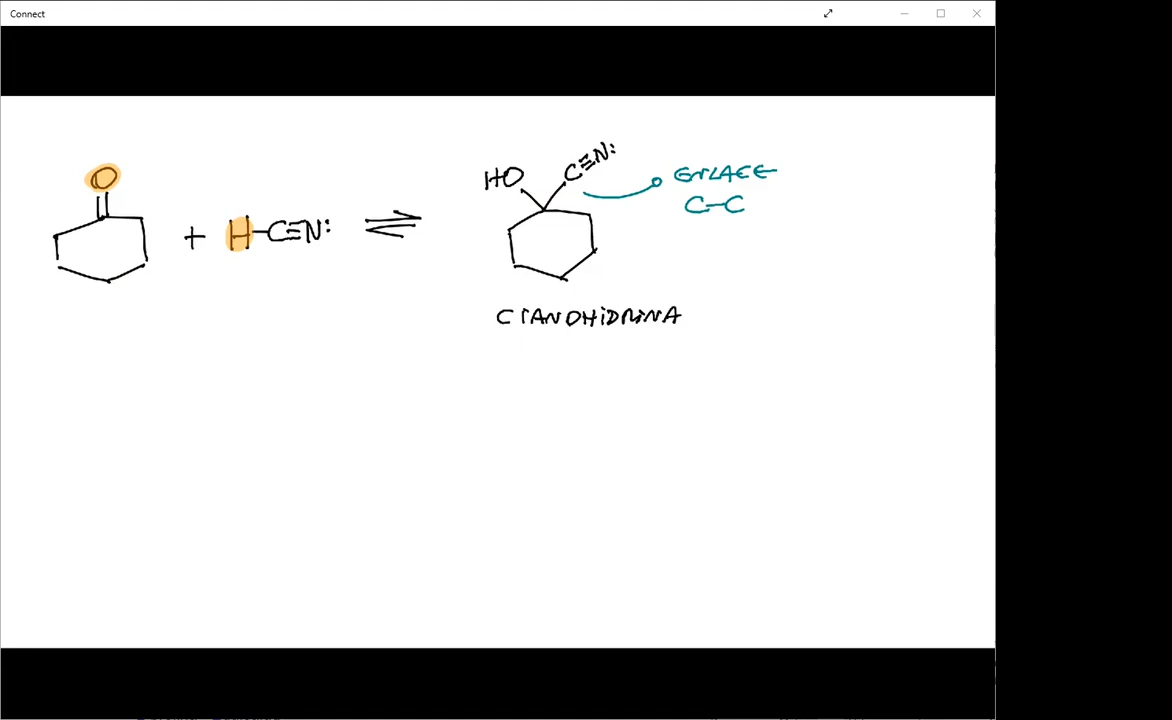 Connect
O
+ H-C≡N: ⇌
HO C≡N:
ENLACE
C-C
CIANOHIDRINA